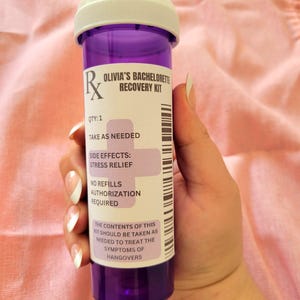 Rx OLIVIA'S BACHELORETTE
RECOVERY KIT
QTY: 1
TAKE AS NEEDED
SIDE EFFECTS:
STRESS RELIEF
NO REFILLS
AUTHORIZATION
REQUIRED
THE CONTENTS OF THIS
KIT SHOULD BE TAKEN AS
NEEDED TO TREAT THE
SYMPTOMS OF
HANGOVERS